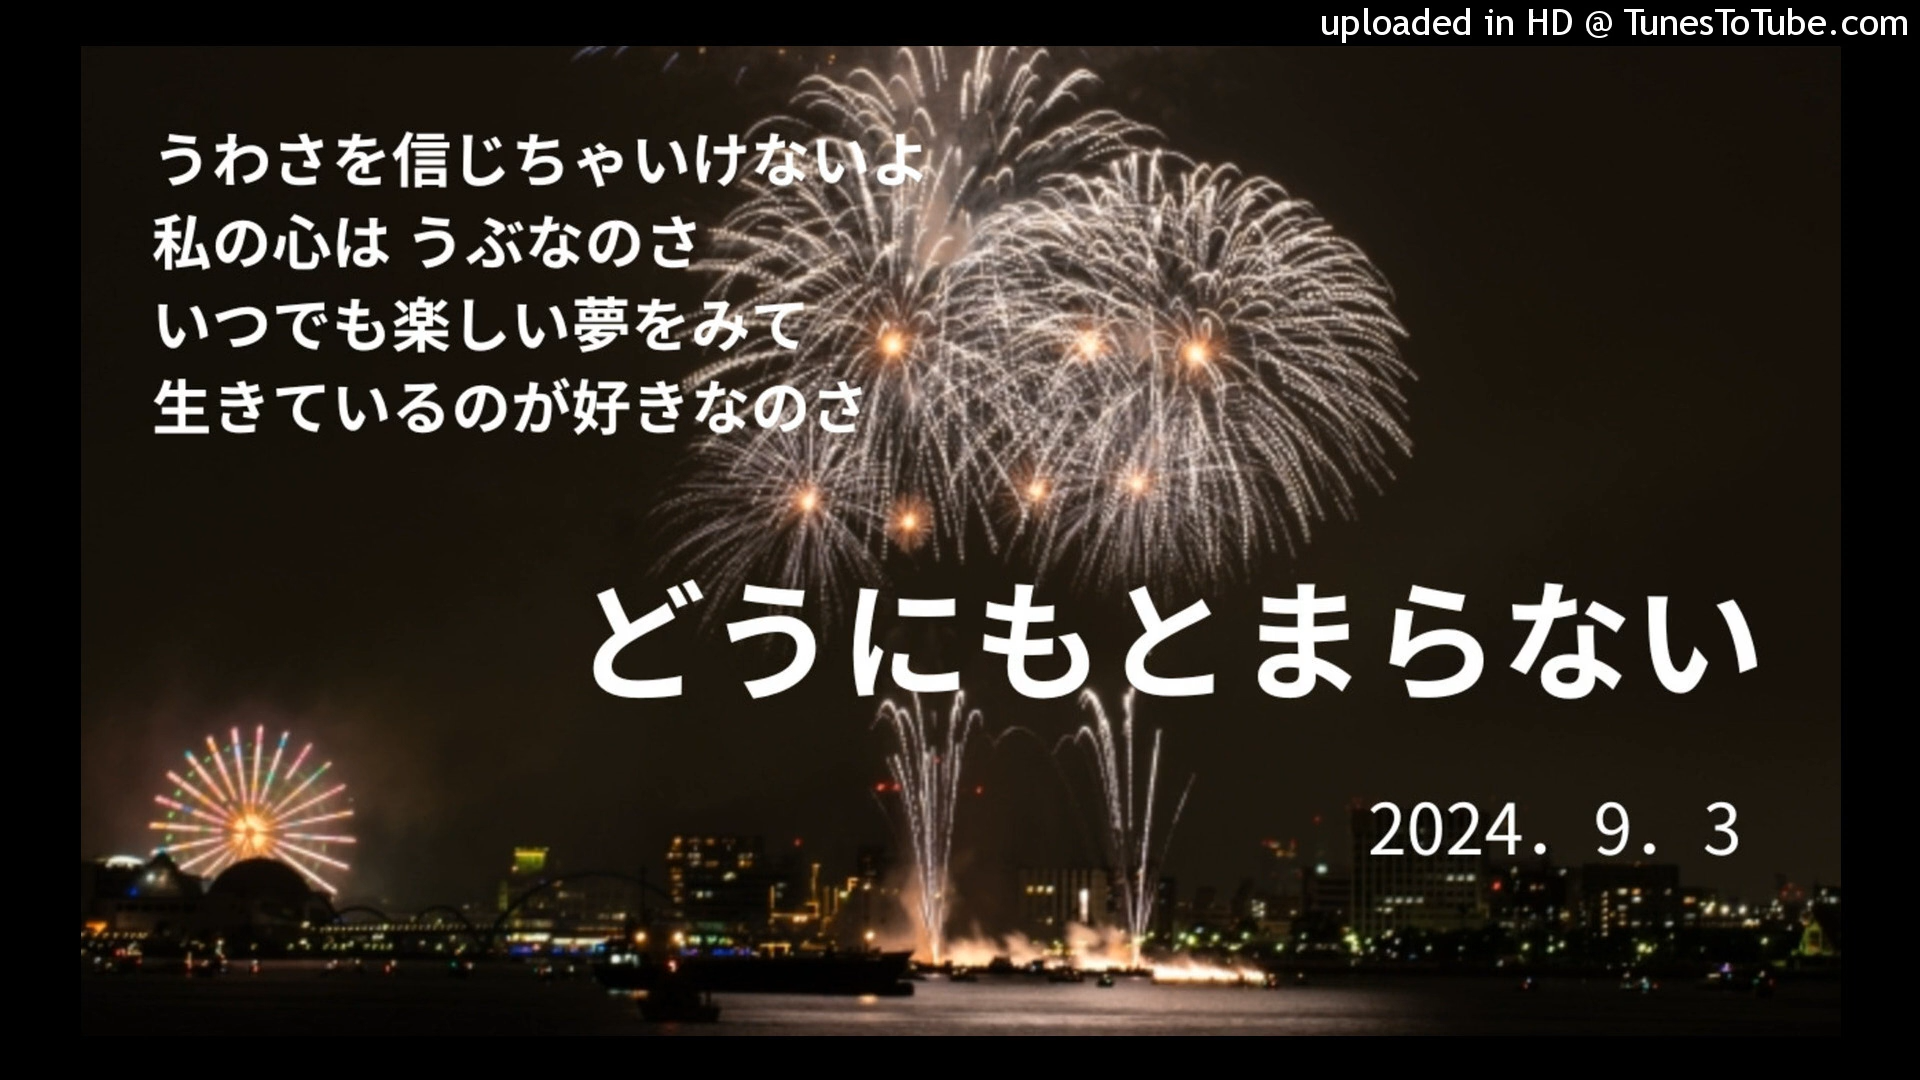 uploaded in HD @ TunesToTube.com
うわさを信じちゃいけないよ
私の心は うぶなのさ
いつでも楽しい夢をみて
生きているのが好きなのさ
どうにもとまらない
2024．9．3